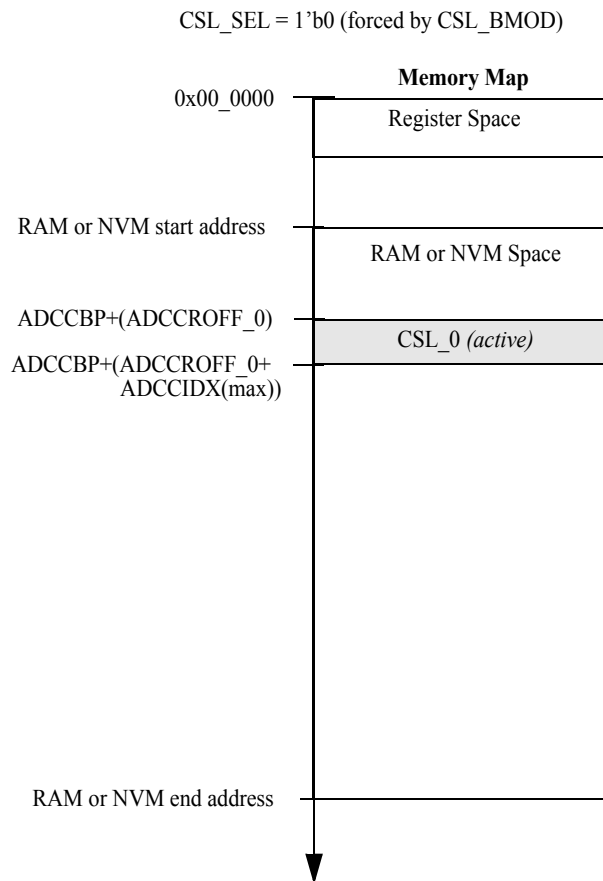 CSL_SEL = 1’b0 (forced by CSL_BMOD)
Memory Map
0x00_0000
Register Space
RAM or NVM start address
RAM or NVM Space
ADCCBP+(ADCCROFF_0)
CSL_0 (active)
ADCCBP+(ADCCROFF_0+
ADCCIDX(max))
RAM or NVM end address